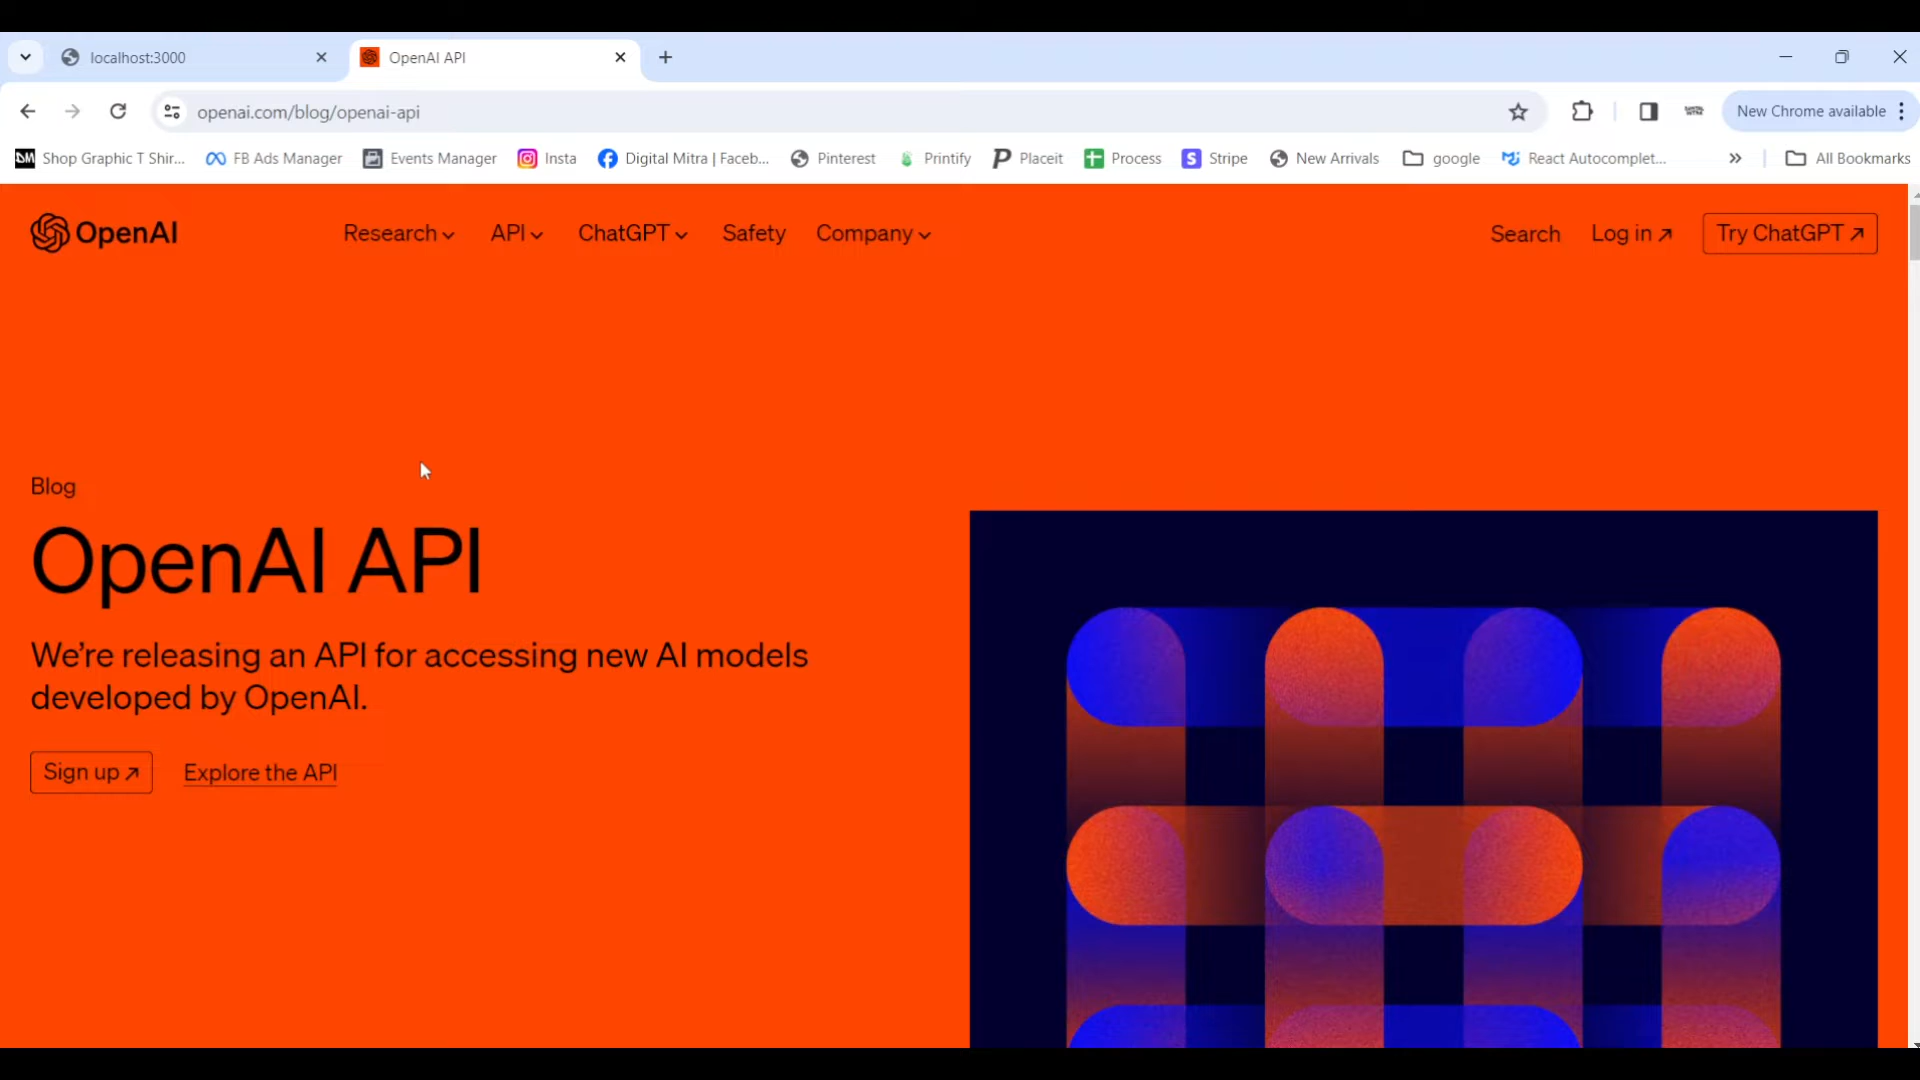 localhost:3000
OpenAI API
openai.com/blog/openai-api
New Chrome available
DM Shop Graphic T Shir...
FB Ads Manager
Events Manager
Insta
Digital Mitra | Faceb...
Pinterest
Printify
Placeit
Process
S Stripe
New Arrivals
google
React Autocomplet...
All Bookmarks
OpenAI
Research
API
ChatGPT
Safety
Company
Search
Log in ↗
Try ChatGPT ↗
Blog
OpenAI API
We're releasing an API for accessing new AI models
developed by OpenAI.
Sign up ↗
Explore the API